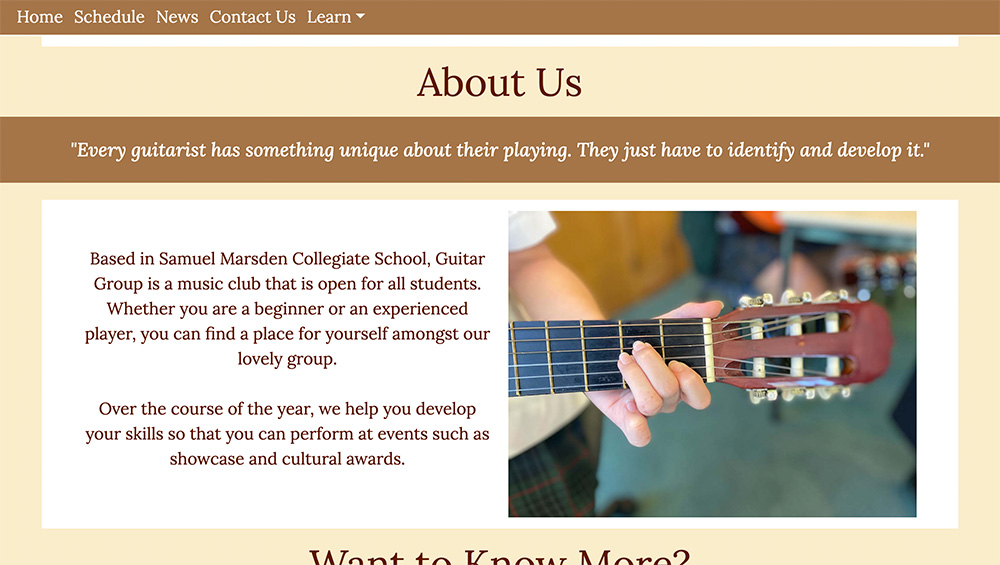 Home Schedule News Contact Us Learn
About Us
"Every guitarist has something unique about their playing. They just have to identify and develop it."
Based in Samuel Marsden Collegiate School, Guitar
Group is a music club that is open for all students.
Whether you are a beginner or an experienced
player, you can find a place for yourself amongst our
lovely group.
Over the course of the year, we help you develop
your skills so that you can perform at events such as
showcase and cultural awards.
Want to Know More?